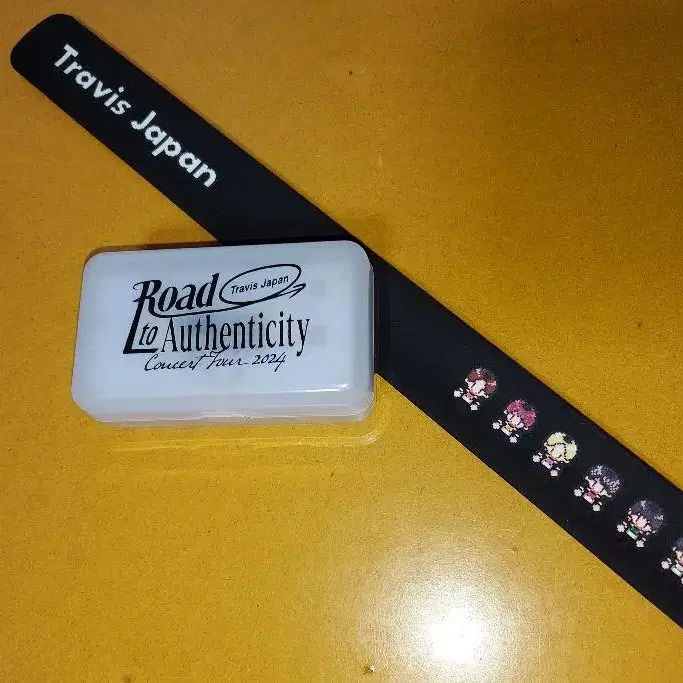 Travis Japan
Road
Travis Japan
to Authenticity
Concert Tour 2024